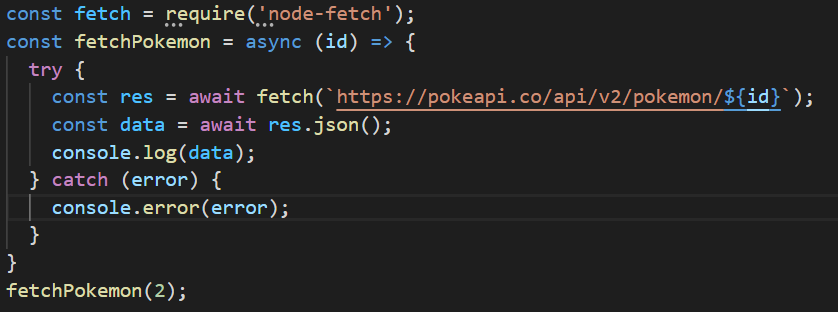 const fetch = require('node-fetch');
const fetchPokemon = async (id) => {
  try {
    const res = await fetch(`https://pokeapi.co/api/v2/pokemon/${id}`);
    const data = await res.json();
    console.log(data);
  } catch (error) {
    console.error(error);
  }
}
fetchPokemon(2);